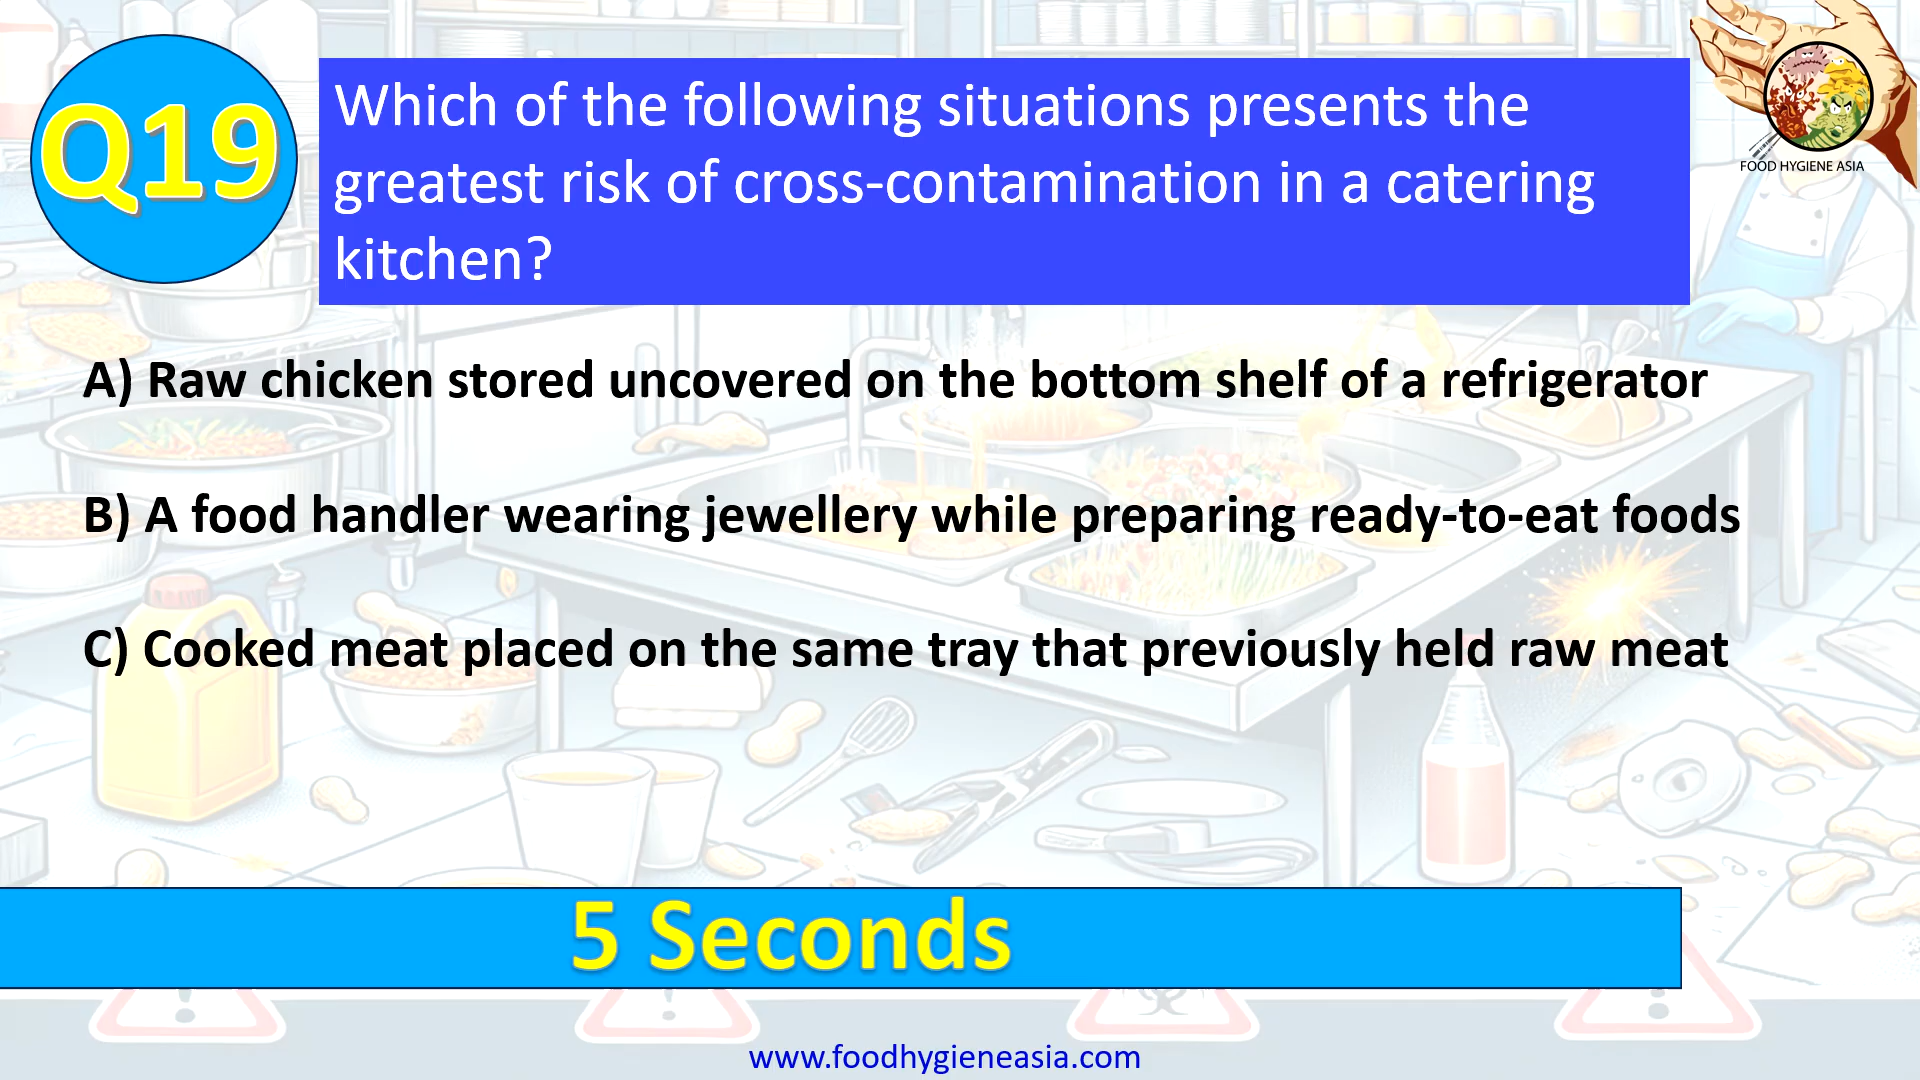 Q19
Which of the following situations presents the
greatest risk of cross-contamination in a catering
kitchen?
FOOD HYGIENE ASIA
A) Raw chicken stored uncovered on the bottom shelf of a refrigerator
B) A food handler wearing jewellery while preparing ready-to-eat foods
C) Cooked meat placed on the same tray that previously held raw meat
5 Seconds
www.foodhygieneasia.com